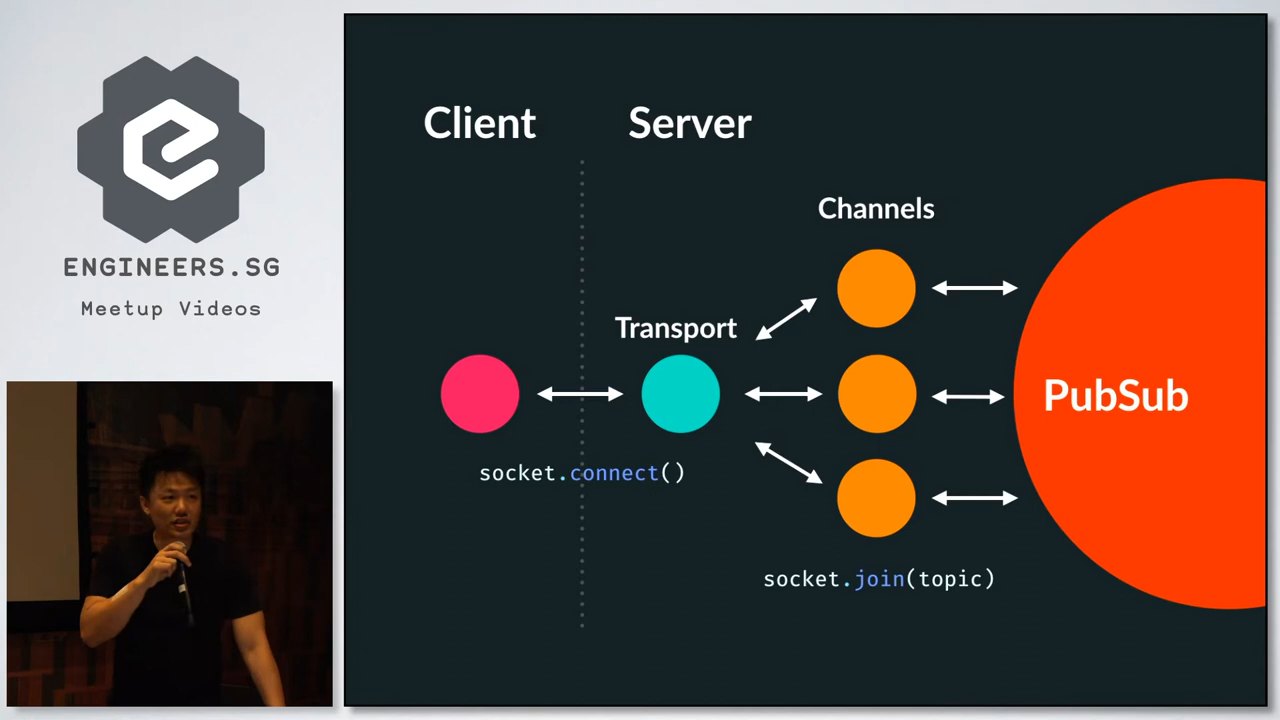 ENGINEERS.SG
Meetup Videos
Client
Server
Channels
Transport
PubSub
socket.connect()
socket.join(topic)